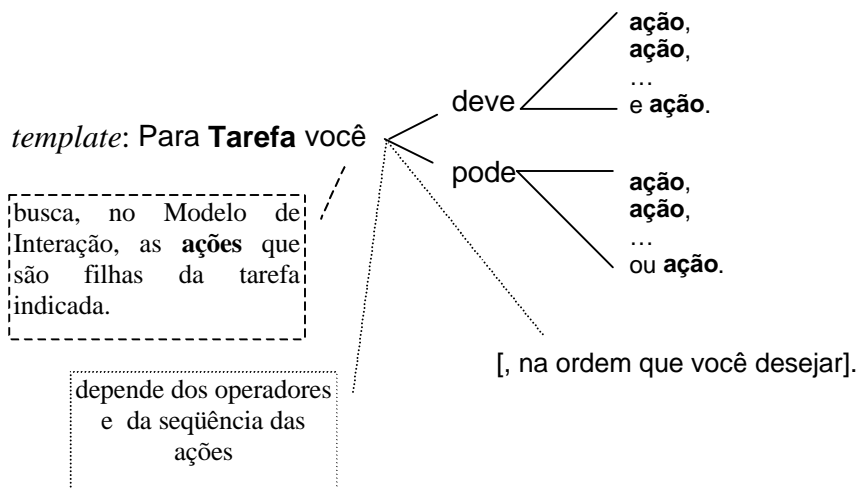 ação,
ação,
…
e ação.
deve
template: Para Tarefa você
pode
ação,
ação,
…
ou ação.
busca, no Modelo de
Interação, as ações que
são filhas da tarefa
indicada.
[, na ordem que você desejar].
depende dos operadores
e da seqüência das
ações